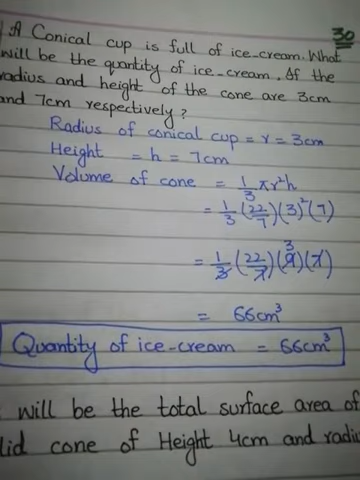 30
A Conical cup is full of ice-cream. What
will be the quantity of ice-cream. If the
radius and height of the cone are 3cm
and 7cm respectively?
Radius of conical cup = r = 3cm
Height = h = 7cm
Volume of cone = 1/3 πr²h
= 1/3 (22/7)(3)²(7)
= 1/3 (22/7)(9)(7) 3
= 66cm³
Quantity of ice-cream = 66cm³
will be the total surface area of
lid cone of Height 4cm and radiu